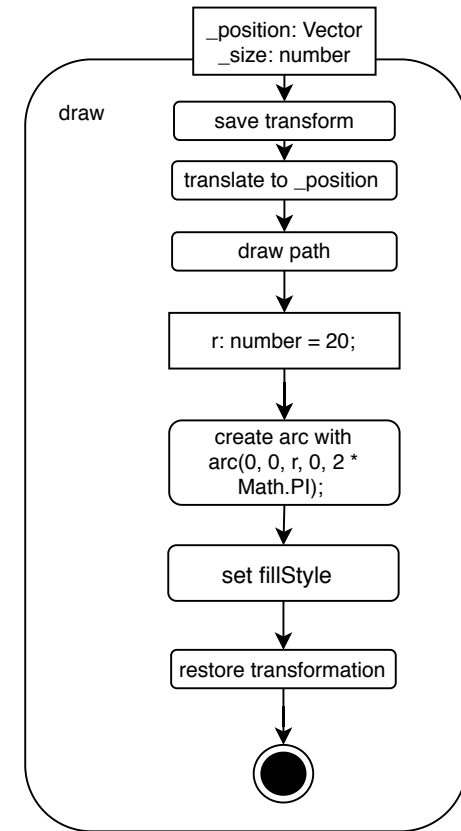 _position: Vector
_size: number
draw
save transform
translate to _position
draw path
r: number = 20;
create arc with
arc(0, 0, r, 0, 2 *
Math.PI);
set fillStyle
restore transformation